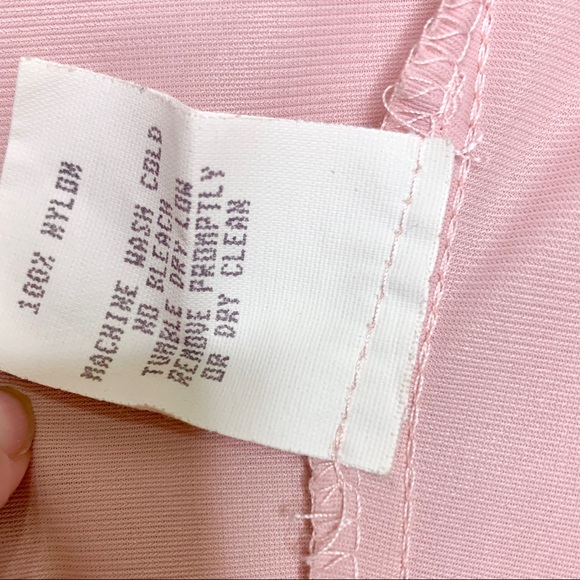 100% NYLON
MACHINE WASH COLD
NO BLEACH
TUMBLE DRY LOW
REMOVE PROMPTLY
OR DRY CLEAN